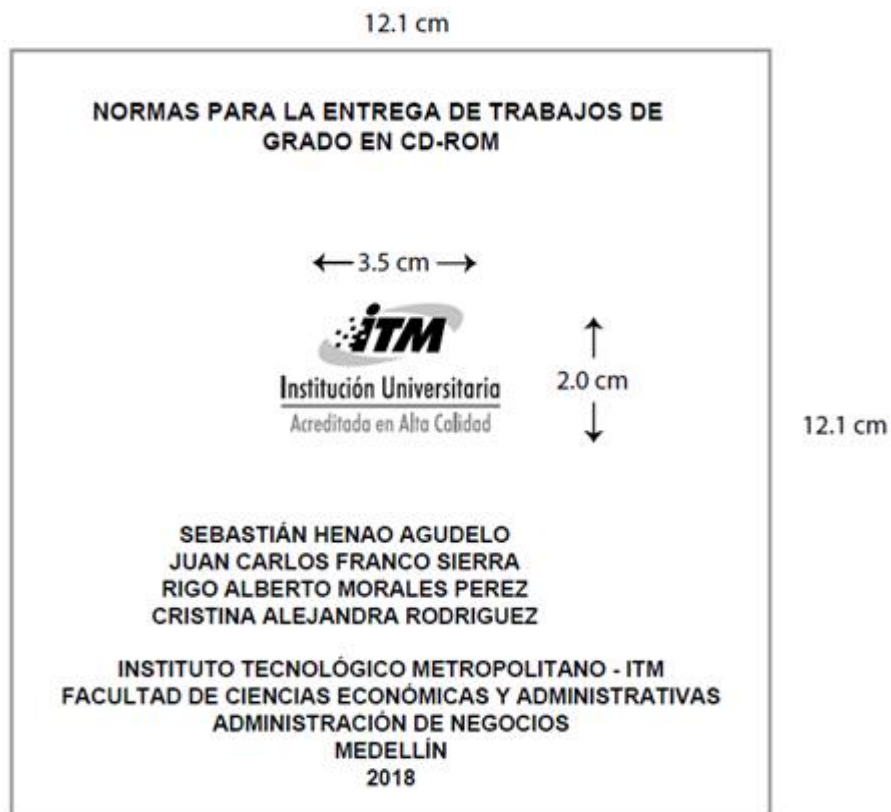 12.1 cm
NORMAS PARA LA ENTREGA DE TRABAJOS DE
GRADO EN CD-ROM
3.5 cm
iTM
Institución Universitaria
Acreditada en Alta Calidad
2.0 cm
12.1 cm
SEBASTIÁN HENAO AGUDELO
JUAN CARLOS FRANCO SIERRA
RIGO ALBERTO MORALES PEREZ
CRISTINA ALEJANDRA RODRIGUEZ
INSTITUTO TECNOLÓGICO METROPOLITANO - ITM
FACULTAD DE CIENCIAS ECONÓMICAS Y ADMINISTRATIVAS
ADMINISTRACIÓN DE NEGOCIOS
MEDELLÍN
2018